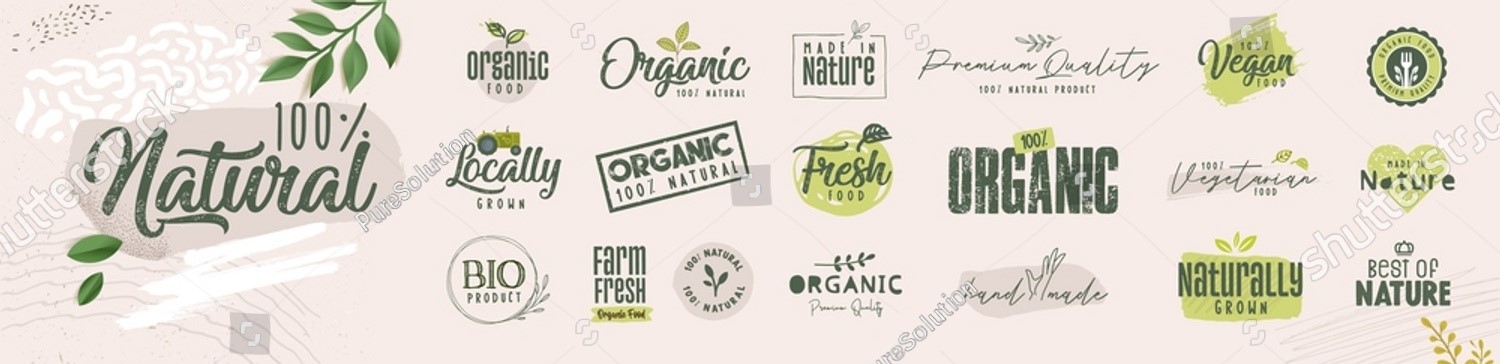 100%
Natural
organic
FOOD
Organic
100% NATURAL
MADE IN
Nature
Premium Quality
100% NATURAL PRODUCT
100%
Vegan
FOOD
ORGANIC FOOD
PREMIUM QUALITY
Locally
GROWN
ORGANIC
100% NATURAL
Fresh
FOOD
100%
ORGANIC
100%
Vegetarian
FOOD
MADE IN
Nature
BIO
PRODUCT
FARM
FRESH
Organic Food
100% NATURAL
100% NATURAL
ORGANIC
Premium Quality
Hand made
NATURALLY
GROWN
BEST OF
NATURE
shutterstock
PureSolution
shutterstock
PureSolution